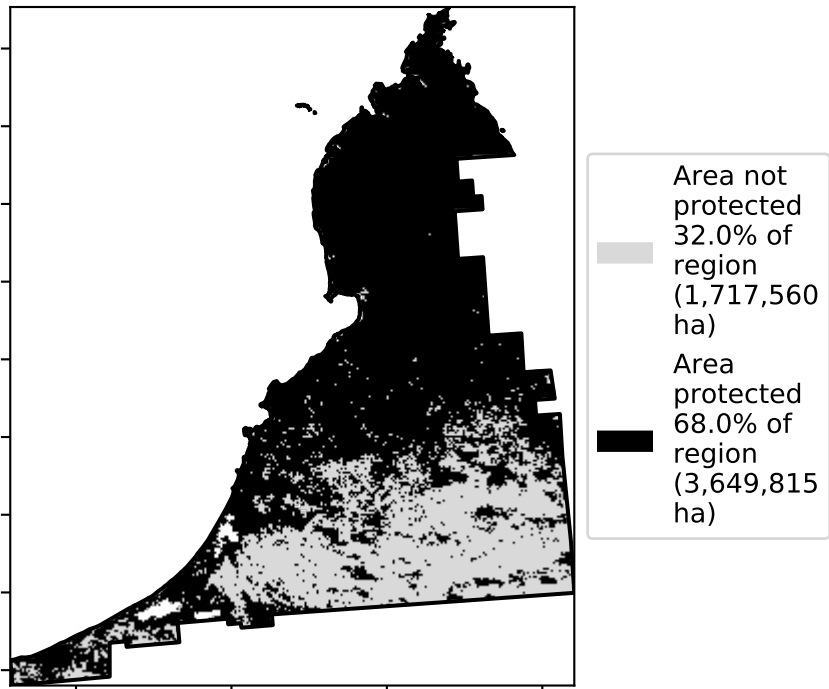 Area not
protected
32.0% of
region
(1,717,560
ha)
Area
protected
68.0% of
region
(3,649,815
ha)